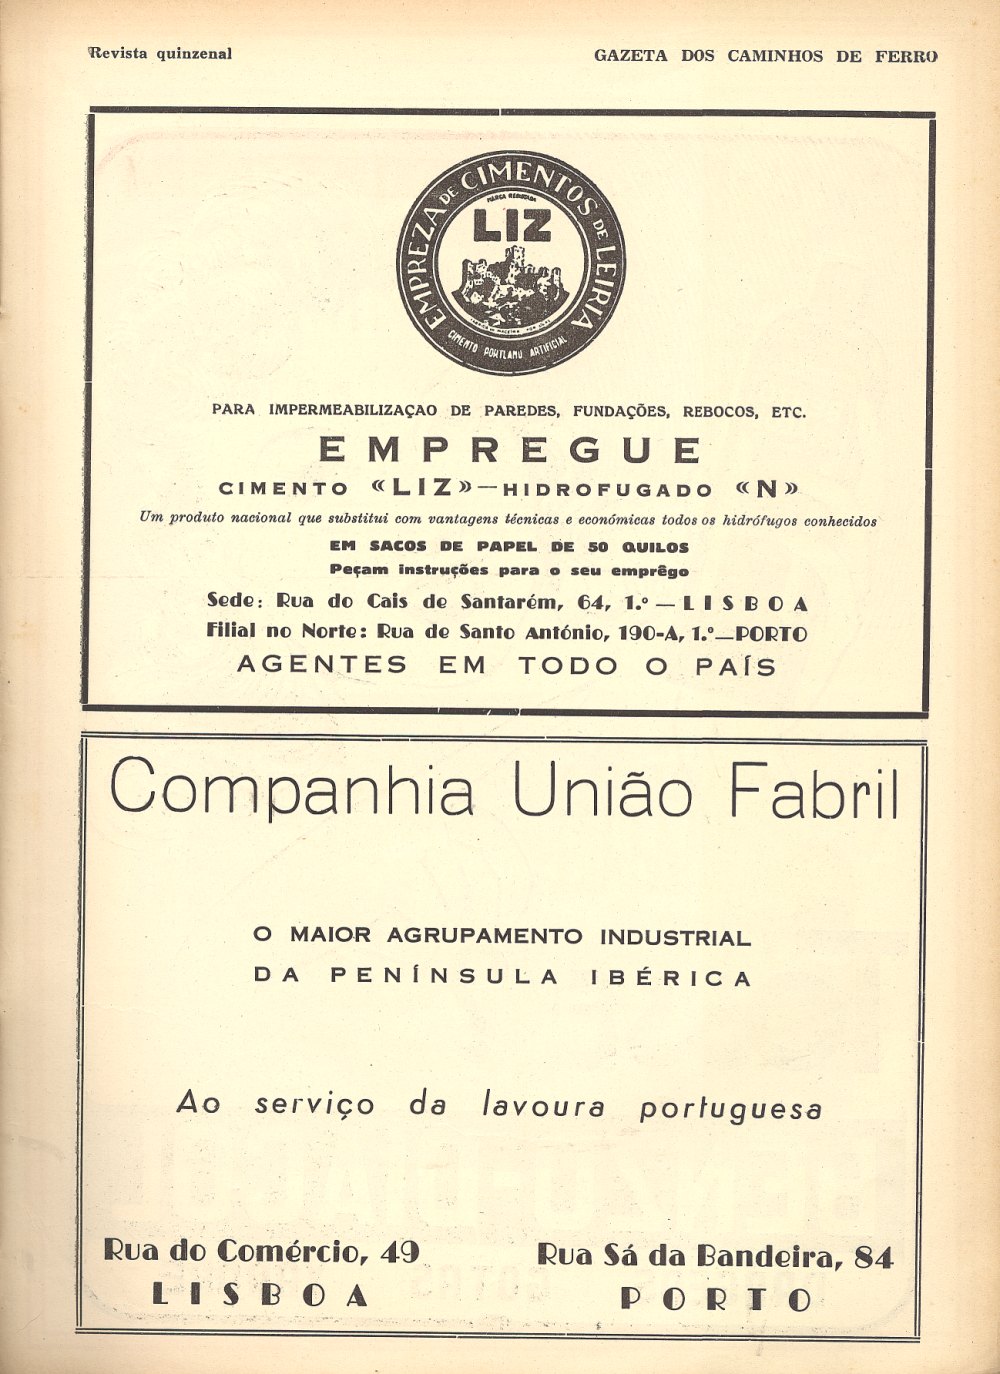 Revista quinzenal
GAZETA DOS CAMINHOS DE FERRO
EMPREZA DE CIMENTOS DE LEIRIA
MARCA REGISTADA
LIZ
CIMENTO PORTLAND ARTIFICIAL
PARA IMPERMEABILIZAÇAO DE PAREDES, FUNDAÇÕES, REBOCOS, ETC.
EMPREGUE
CIMENTO «LIZ»—HIDROFUGADO «N»
Um produto nacional que substitui com vantagens técnicas e económicas todos os hidrófugos conhecidos
EM SACOS DE PAPEL DE 50 QUILOS
Peçam instruções para o seu emprêgo
Sede: Rua do Cais de Santarém, 64, 1.º — LISBOA
Filial no Norte: Rua de Santo António, 190-A, 1.º—PORTO
AGENTES EM TODO O PAÍS
Companhia União Fabril
O MAIOR AGRUPAMENTO INDUSTRIAL
DA PENÍNSULA IBÉRICA
Ao serviço da lavoura portuguesa
Rua do Comércio, 49
LISBOA
Rua Sá da Bandeira, 84
PORTO